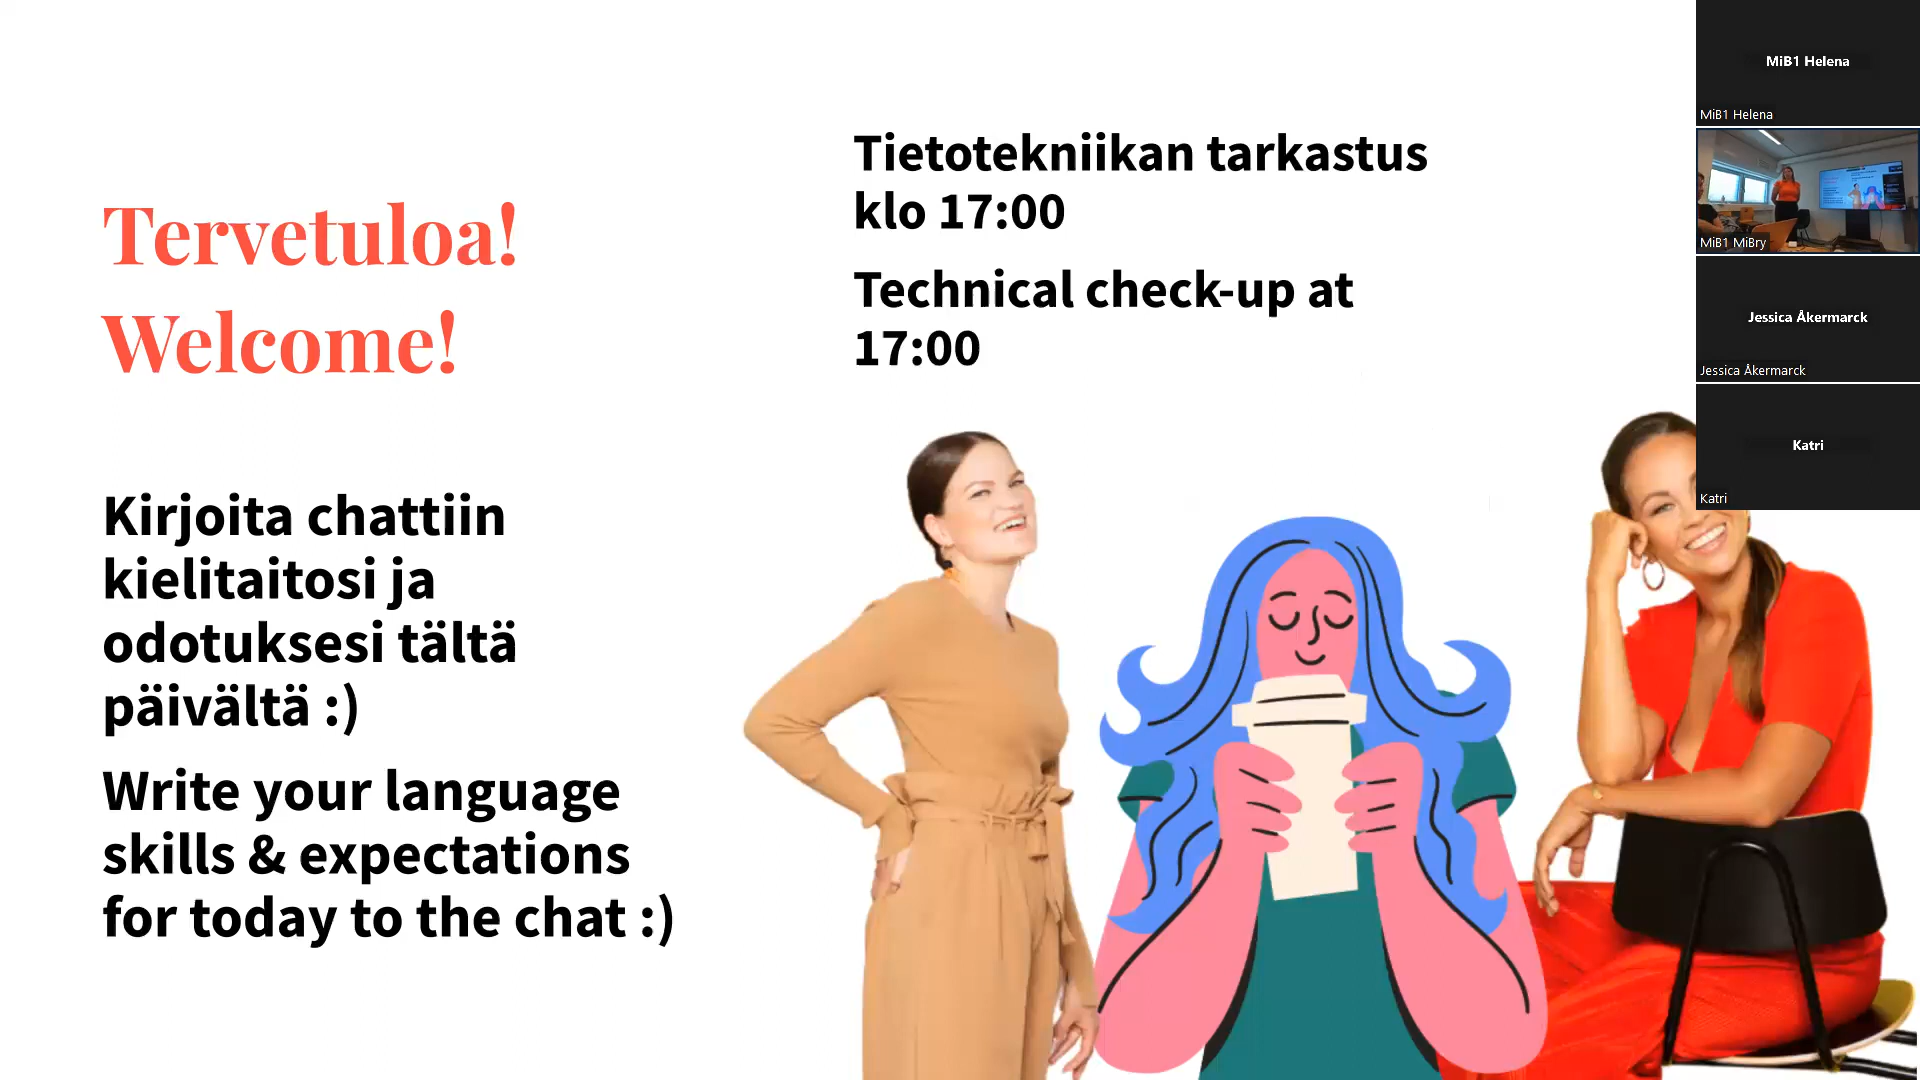 Tervetuloa!
Welcome!
Kirjoita chattiin
kielitaitosi ja
odotuksesi tältä
päivältä :)
Write your language
skills & expectations
for today to the chat :)
Tietotekniikan tarkastus
klo 17:00
Technical check-up at
17:00
MiB1 Helena
MiB1 Helena
MiB1 MiBry
Jessica Åkermarck
Jessica Åkermarck
Katri
Katri